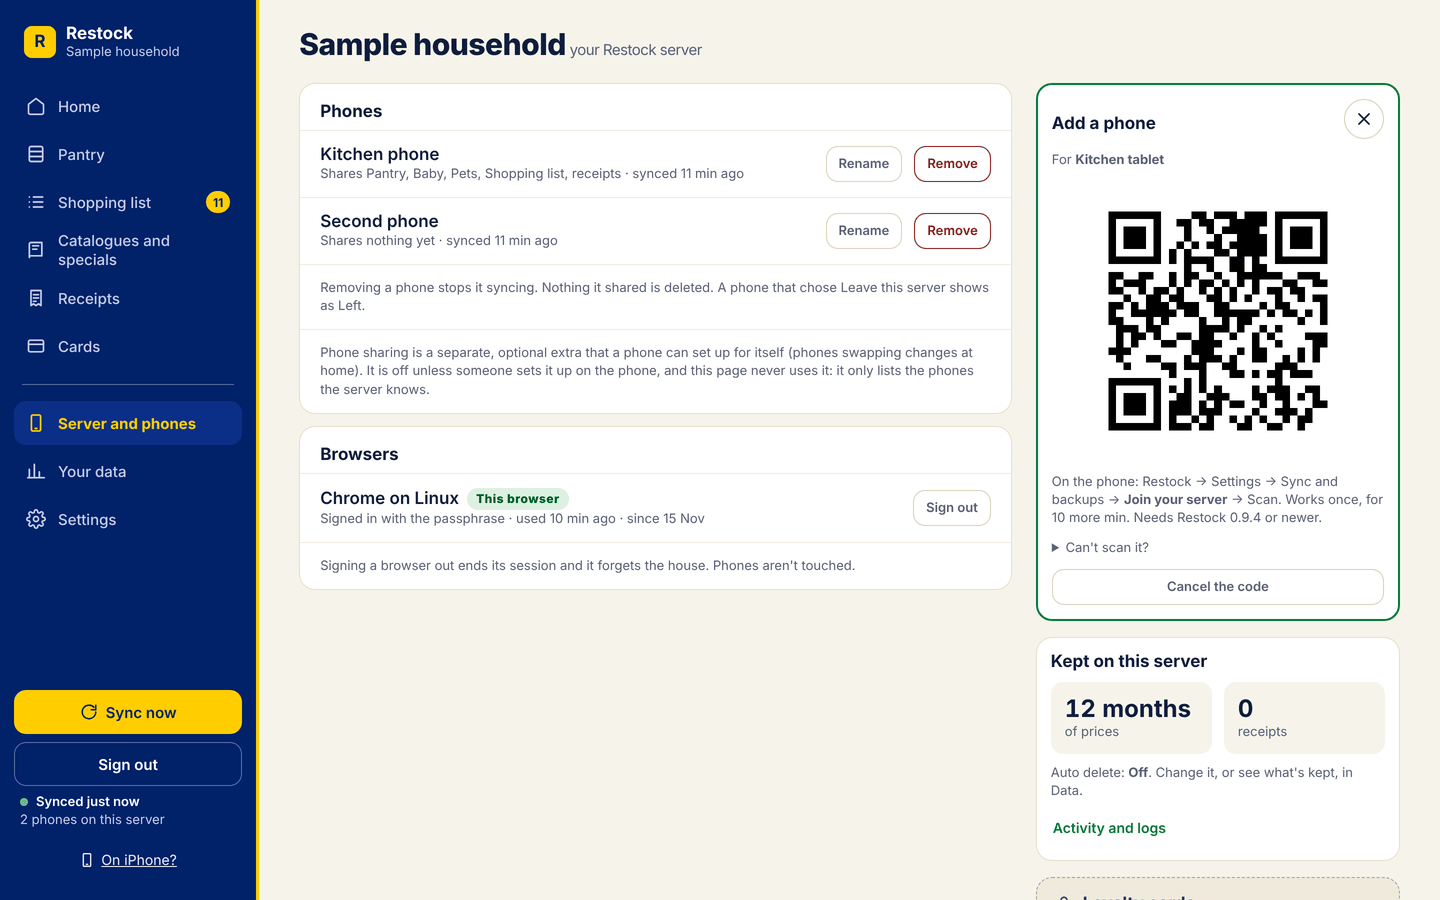 R
Restock
Sample household
Home
Pantry
Shopping list
11
Catalogues and
specials
Receipts
Cards
Server and phones
Your data
Settings
Sync now
Sign out
Synced just now
2 phones on this server
On iPhone?
Sample household your Restock server
Phones
Kitchen phone
Shares Pantry, Baby, Pets, Shopping list, receipts · synced 11 min ago
Rename
Remove
Second phone
Shares nothing yet · synced 11 min ago
Rename
Remove
Removing a phone stops it syncing. Nothing it shared is deleted. A phone that chose Leave this server shows
as Left.
Phone sharing is a separate, optional extra that a phone can set up for itself (phones swapping changes at
home). It is off unless someone sets it up on the phone, and this page never uses it: it only lists the phones
the server knows.
Browsers
Chrome on Linux This browser
Signed in with the passphrase · used 10 min ago · since 15 Nov
Sign out
Signing a browser out ends its session and it forgets the house. Phones aren't touched.
Add a phone
For Kitchen tablet
On the phone: Restock → Settings → Sync and
backups → Join your server → Scan. Works once, for
10 more min. Needs Restock 0.9.4 or newer.
Can't scan it?
Cancel the code
Kept on this server
12 months
of prices
0
receipts
Auto delete: Off. Change it, or see what's kept, in
Data.
Activity and logs